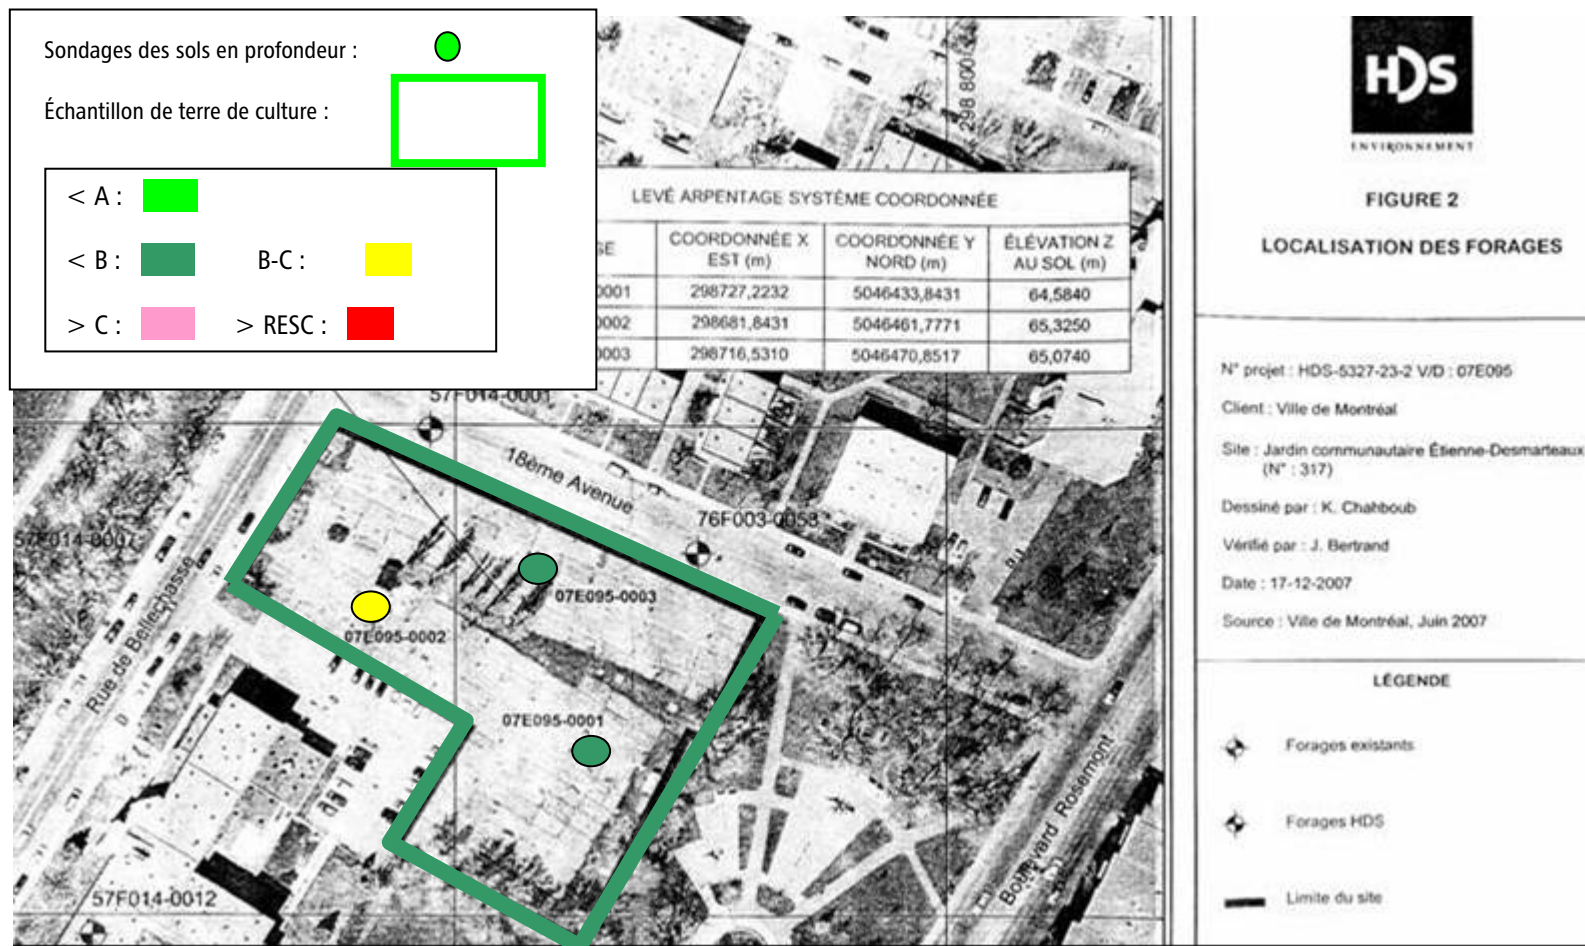 Sondages des sols en profondeur :
Échantillon de terre de culture :
< A :
< B : B-C :
> C : > RESC :
298 800
LEVÉ ARPENTAGE SYSTÈME COORDONNÉE
GE COORDONNÉE X EST (m) COORDONNÉE Y NORD (m) ÉLÉVATION Z AU SOL (m)
0001 298727,2232 5046433,8431 64,5840
0002 298681,8431 5046461,7771 65,3250
0003 298716,5310 5046470,8517 65,0740
57F014-0001
18ème Avenue
76F003-0058
57F014-0007
Rue de Bellechasse
07E095-0003
07E095-0002
07E095-0001
Boulevard Rosemont
57F014-0012
HDS
ENVIRONNEMENT
FIGURE 2
LOCALISATION DES FORAGES
N° projet : HDS-5327-23-2 V/D : 07E095
Client : Ville de Montréal
Site : Jardin communautaire Étienne-Desmarteaux
(N° : 317)
Dessiné par : K. Chahboub
Vérifié par : J. Bertrand
Date : 17-12-2007
Source : Ville de Montréal, Juin 2007
LÉGENDE
Forages existants
Forages HDS
Limite du site